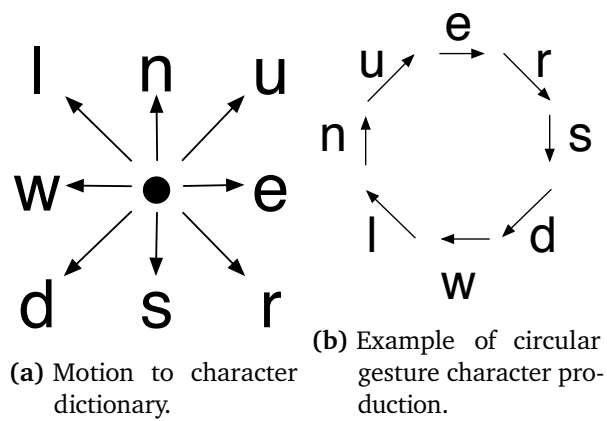 l n u
w e
d s r
(a) Motion to character
dictionary.
e
u r
n s
l d
w
(b) Example of circular
gesture character pro-
duction.